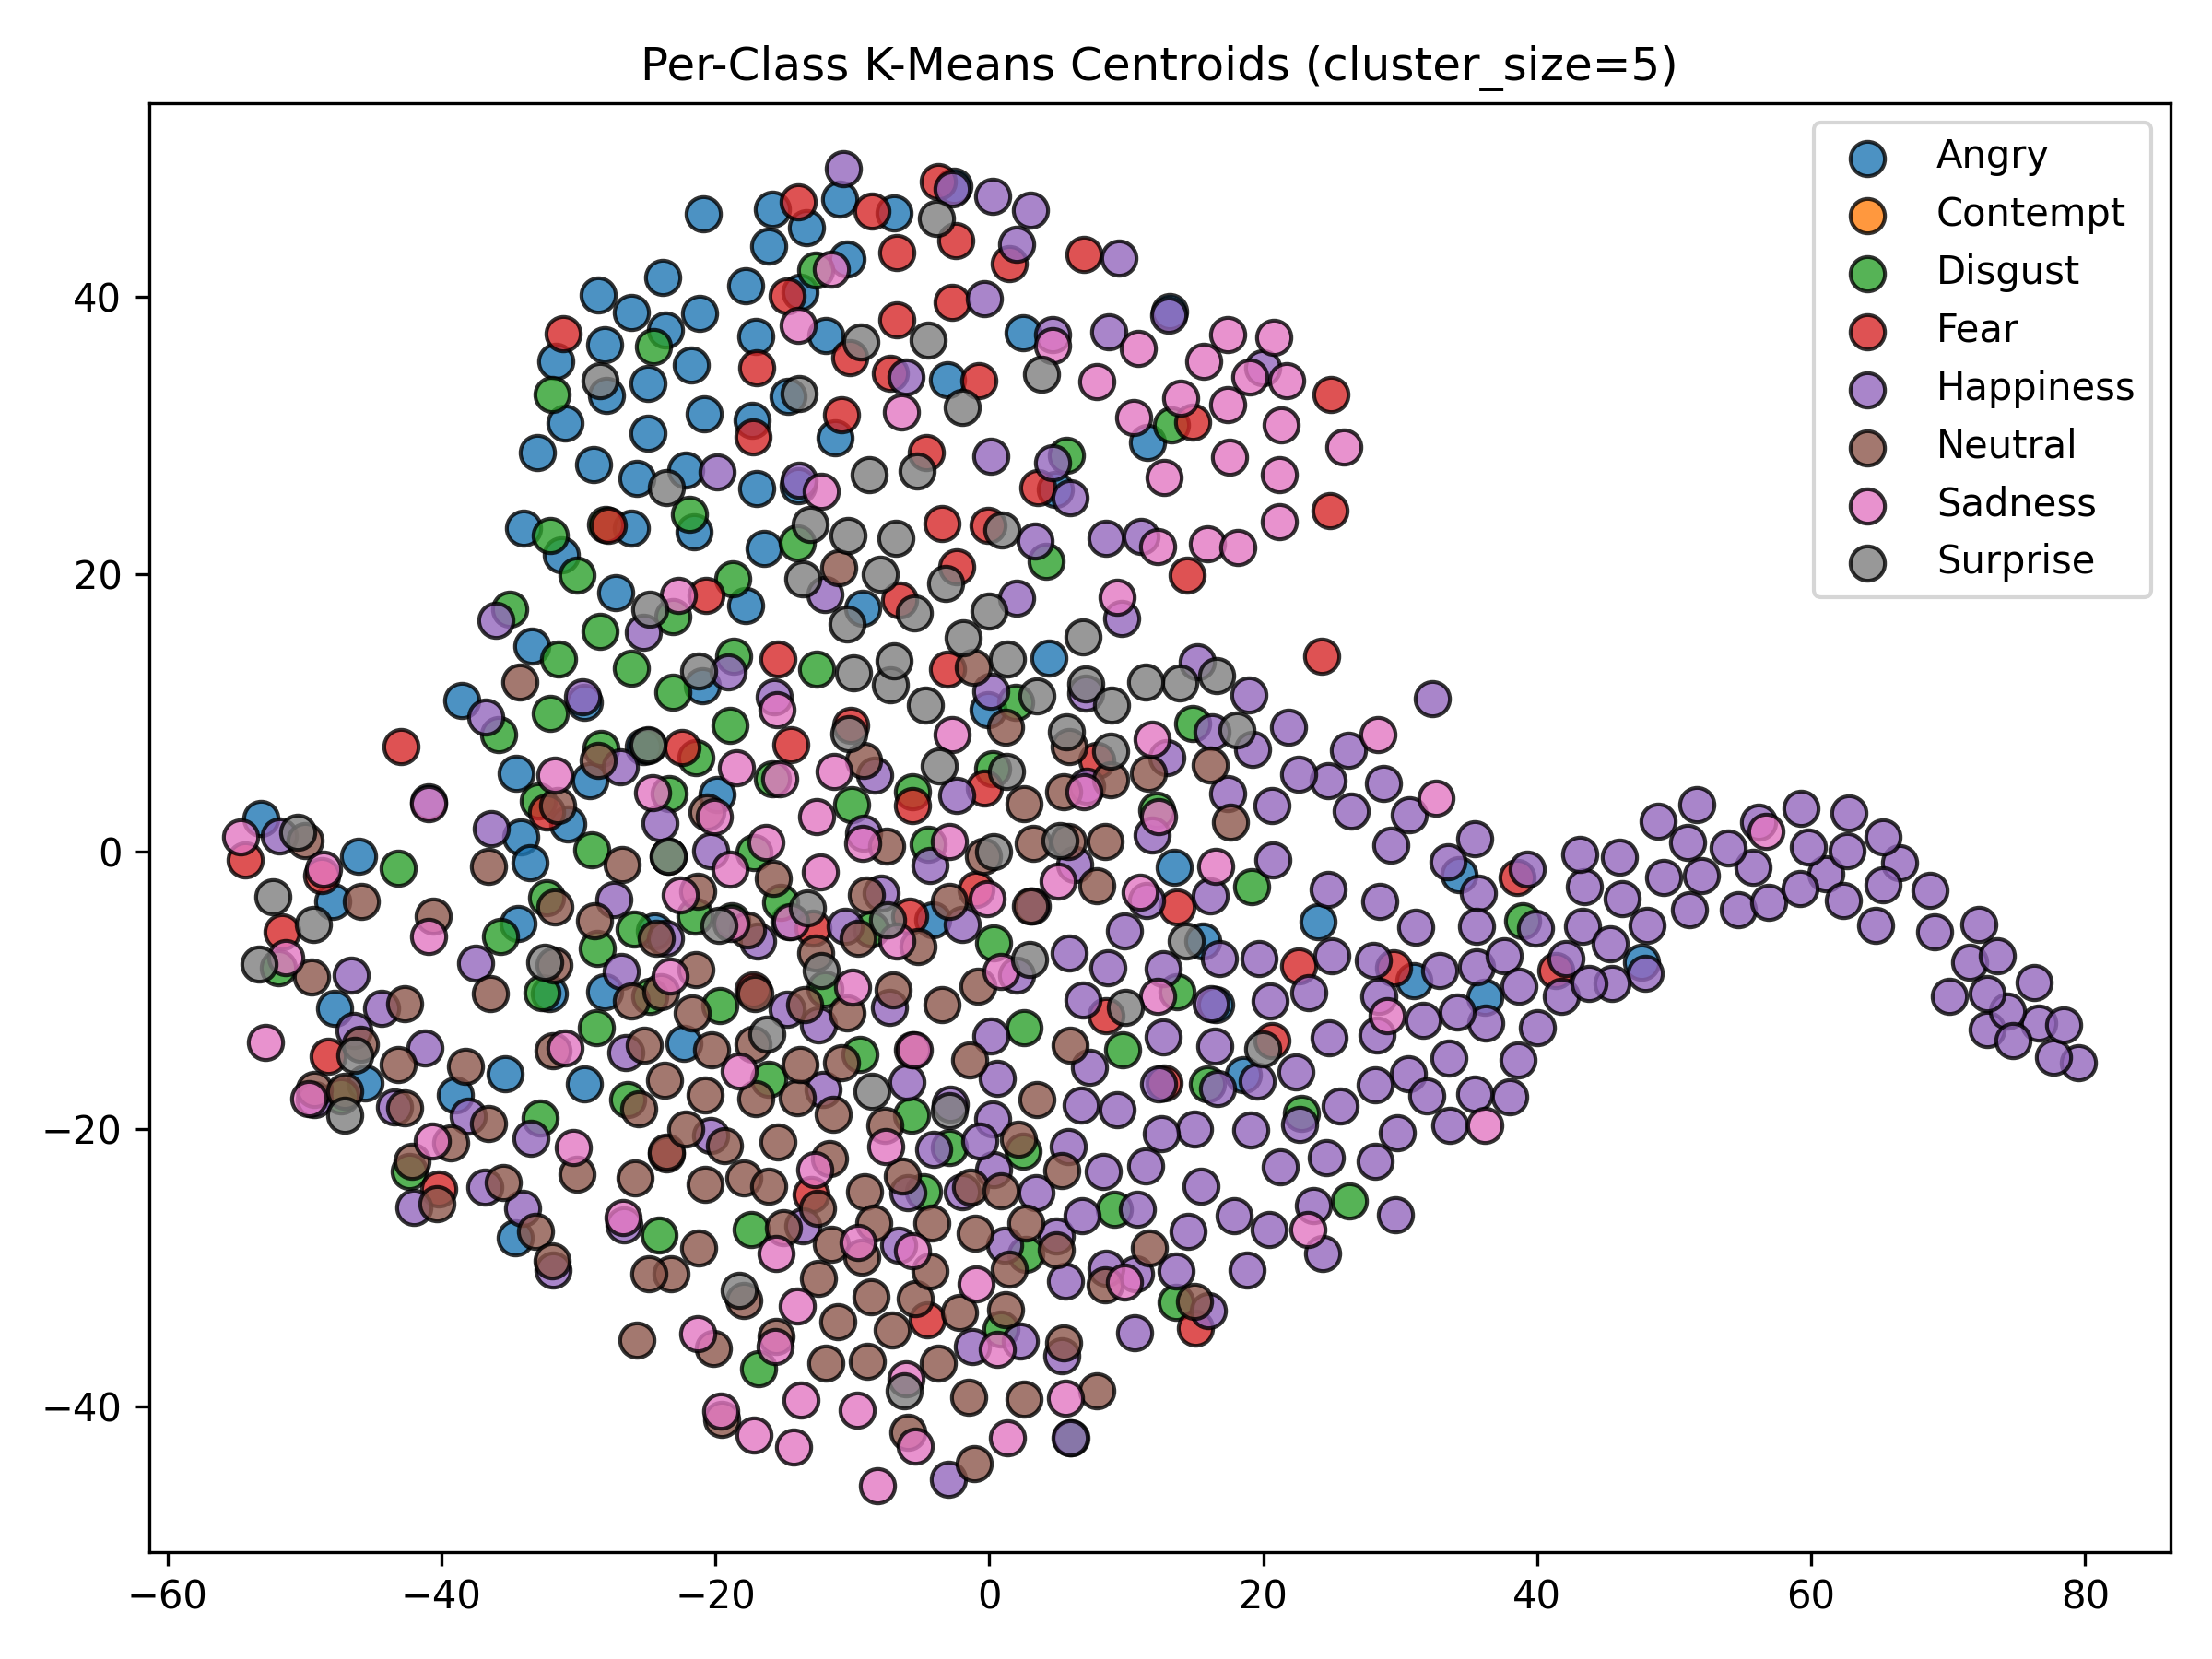 Per-Class K-Means Centroids (cluster_size=5)
Angry
Contempt
Disgust
Fear
Happiness
Neutral
Sadness
Surprise
40
20
0
−20
−40
−60 −40 −20 0 20 40 60 80